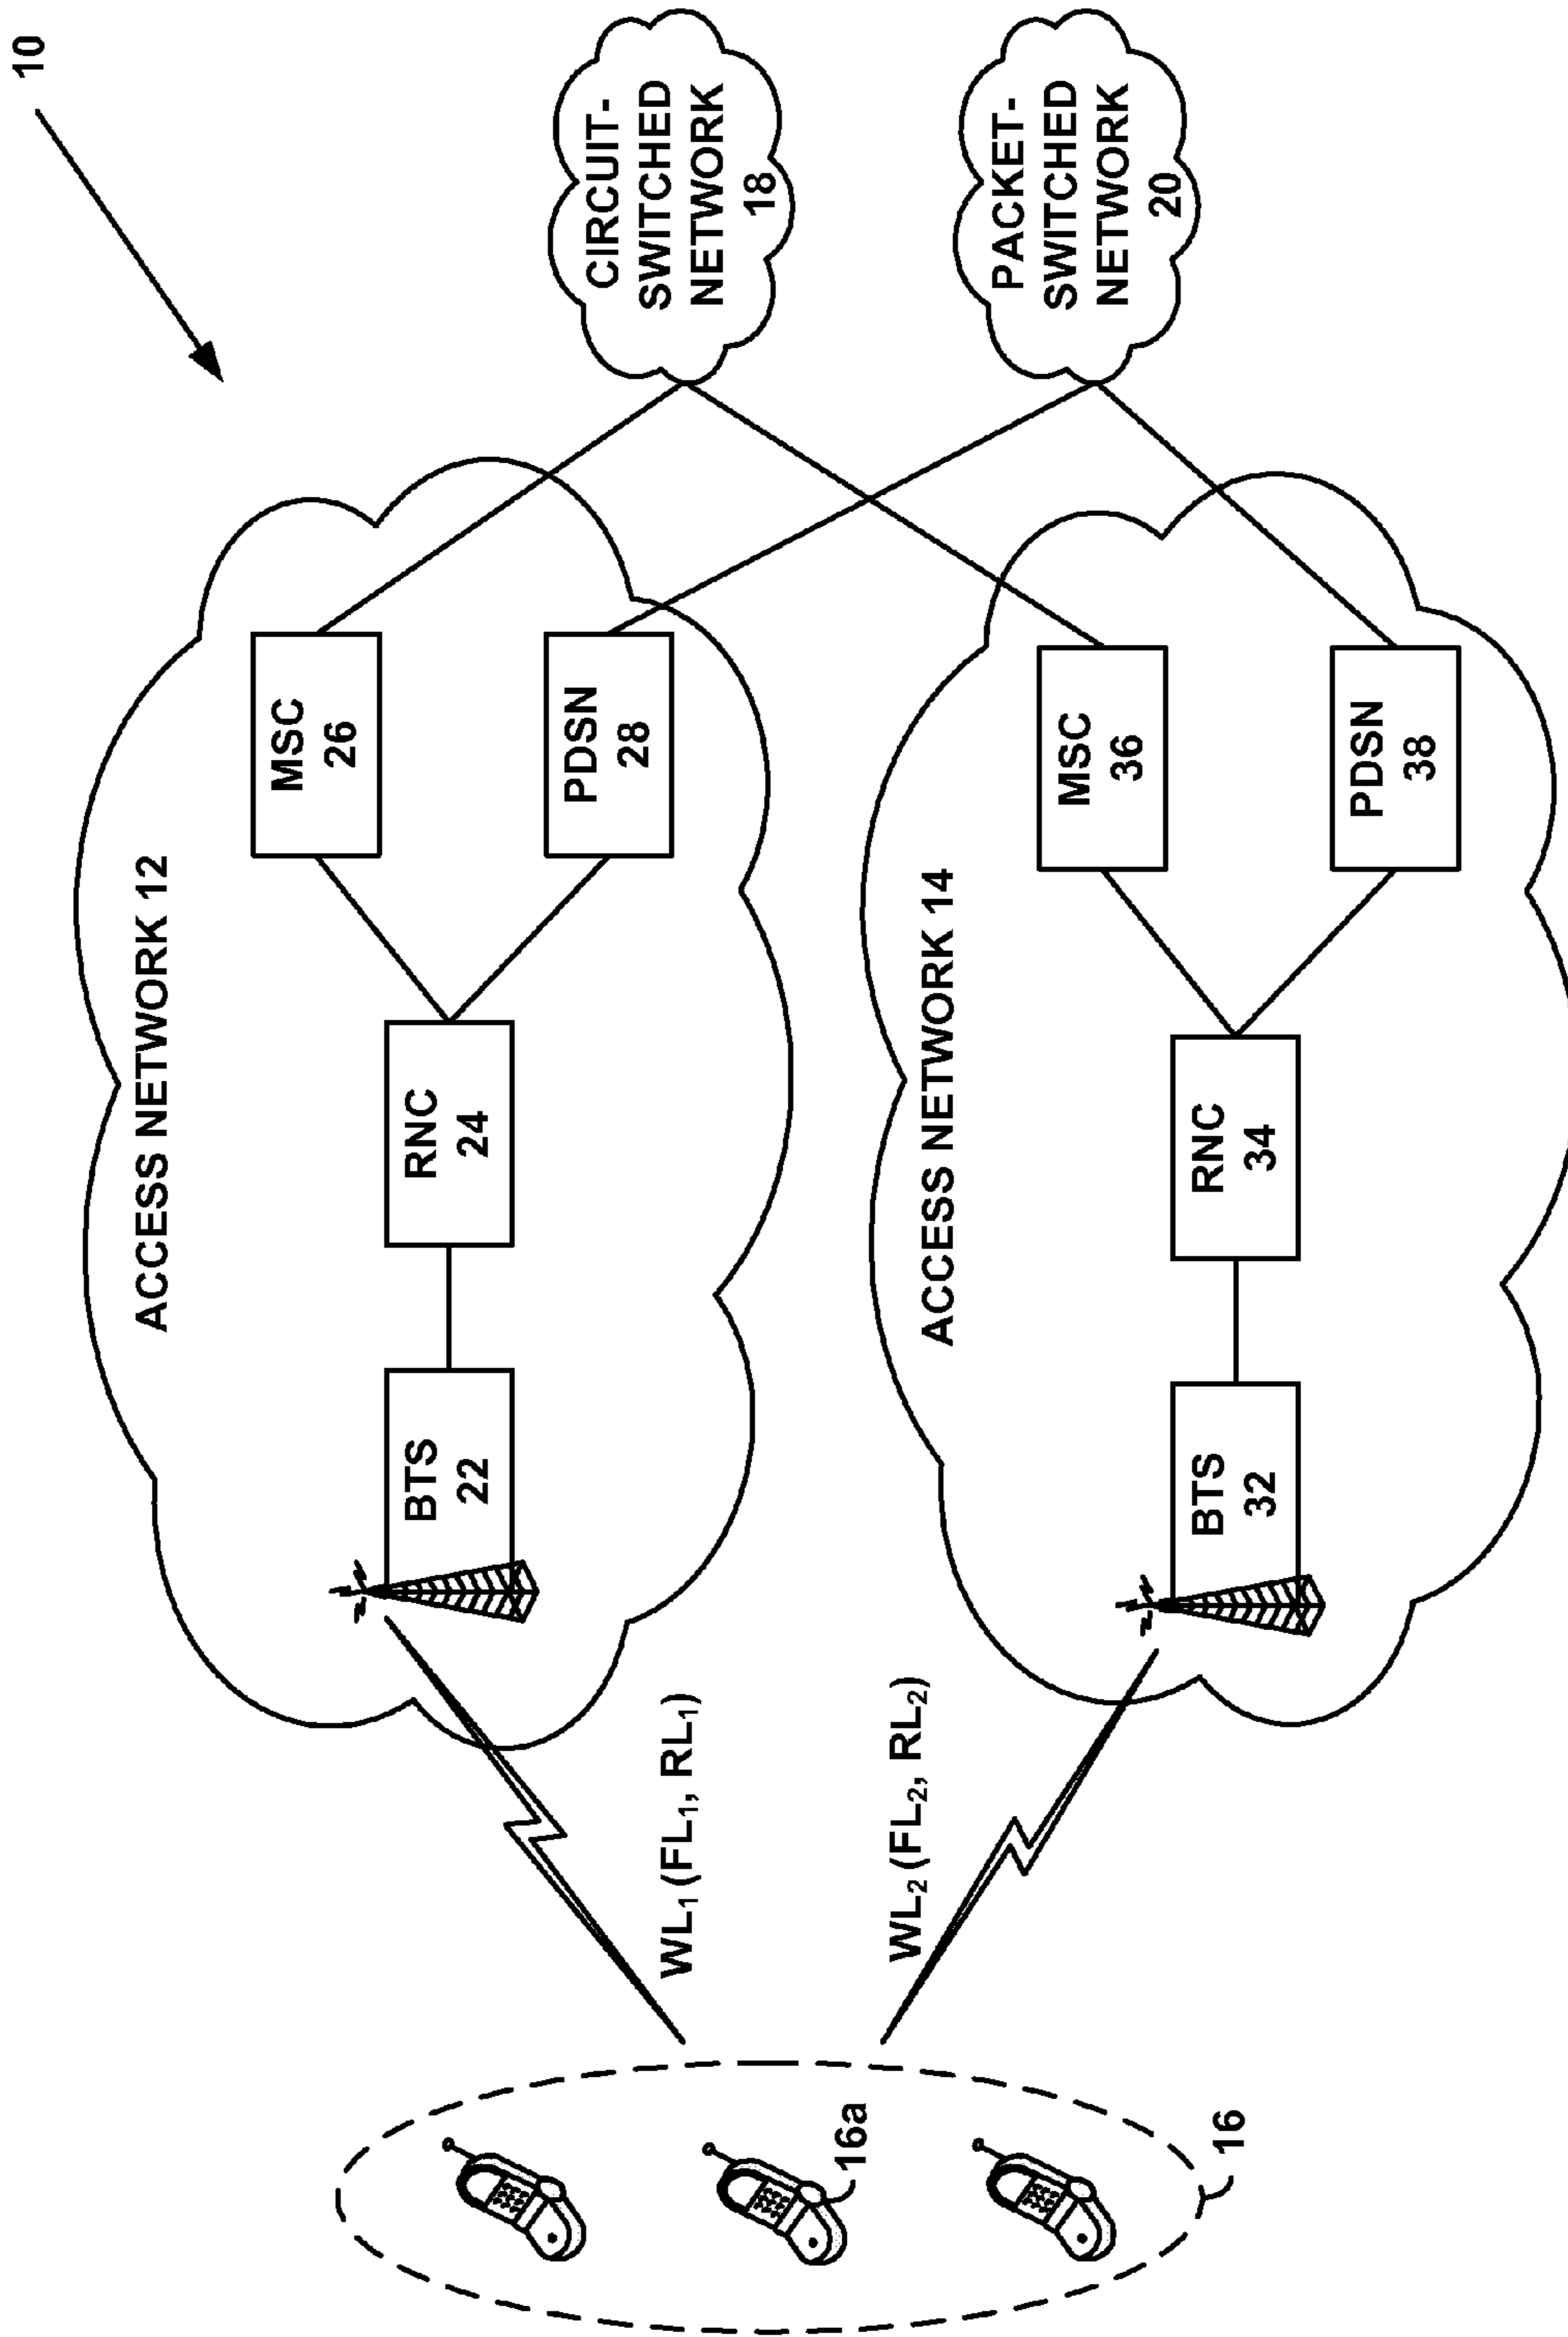 10
ACCESS NETWORK 12
MSC
26
CIRCUIT-
SWITCHED
NETWORK
18
BTS
22
RNC
24
PDSN
28
WL1 (FL1, RL1)
WL2 (FL2, RL2)
16a
16
ACCESS NETWORK 14
PACKET-
SWITCHED
NETWORK
20
MSC
36
BTS
32
RNC
34
PDSN
38